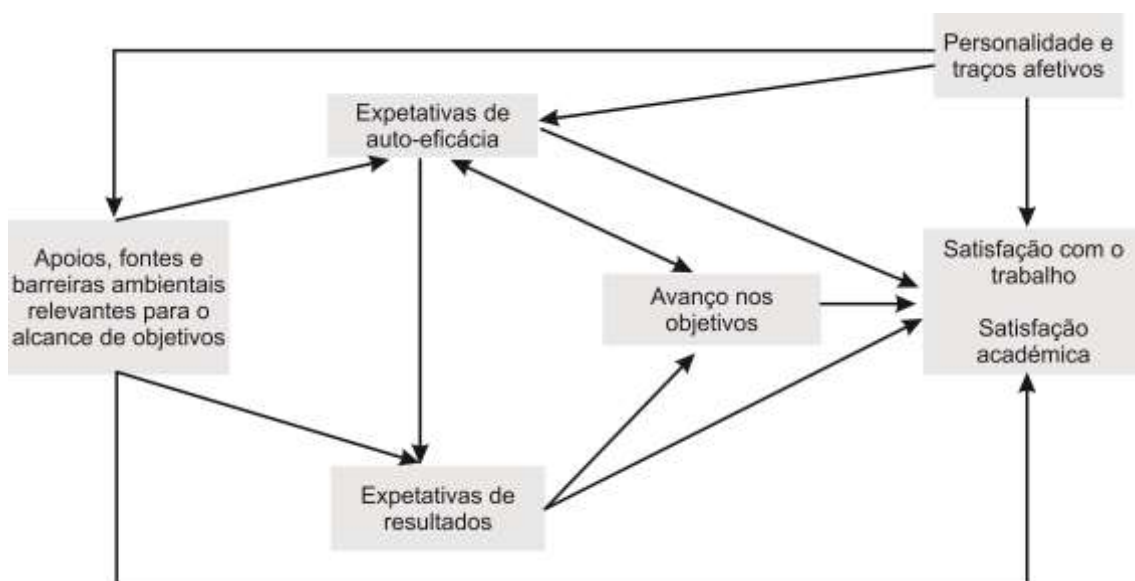 Personalidade e
traços afetivos
Expetativas de
auto-eficácia
Apoios, fontes e
barreiras ambientais
relevantes para o
alcance de objetivos
Avanço nos
objetivos
Satisfação com o
trabalho
Satisfação
académica
Expetativas de
resultados